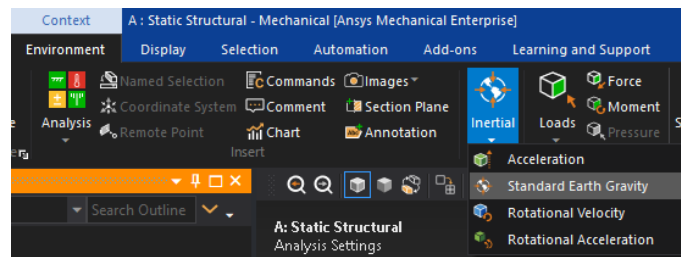 Context A : Static Structural - Mechanical [Ansys Mechanical Enterprise]
Environment Display Selection Automation Add-ons Learning and Support
Named Selection Commands Images Force
Coordinate System Comment Section Plane Moment
Analysis Remote Point Chart Annotation Inertial Loads Pressure
Insert
Acceleration
Standard Earth Gravity
Search Outline Rotational Velocity
A: Static Structural
Rotational Acceleration
Analysis Settings